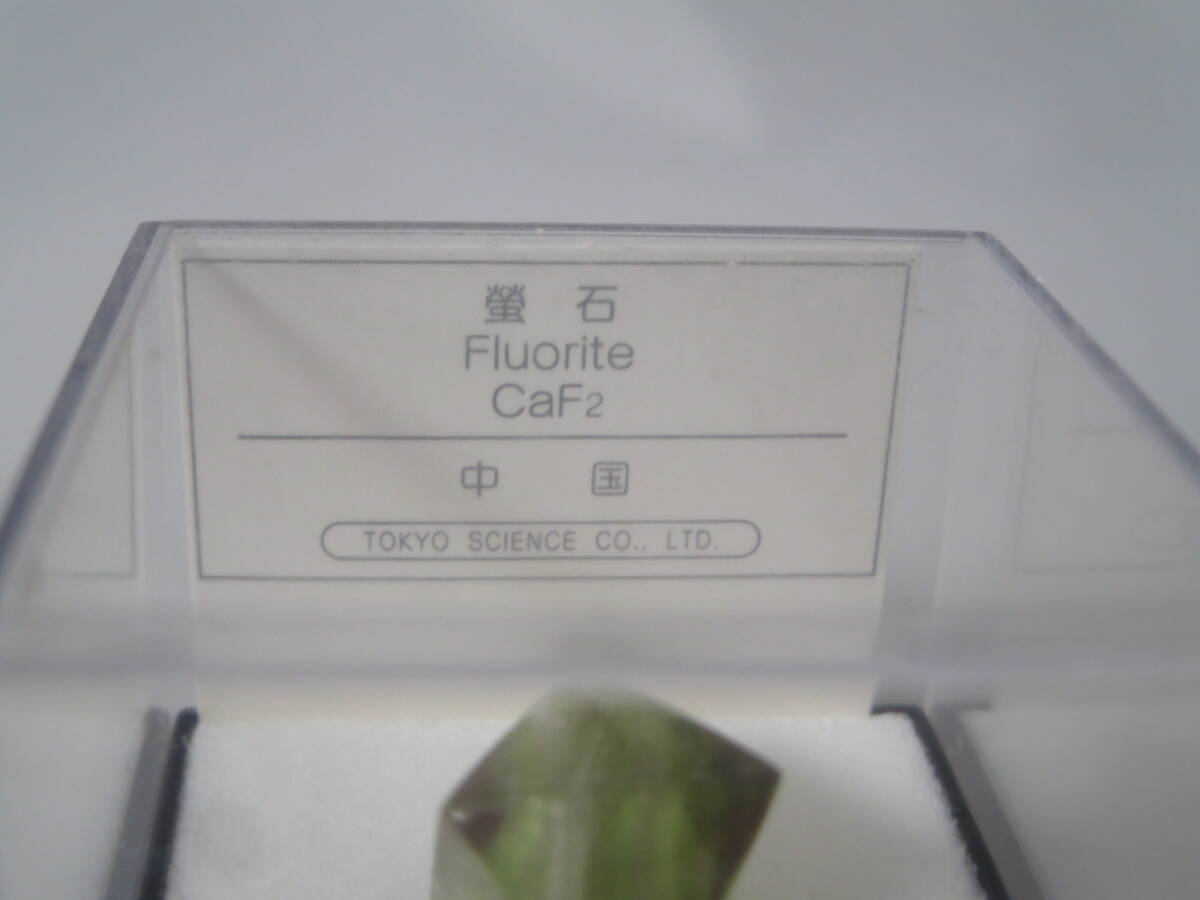 螢 石
Fluorite
CaF2
中 国
TOKYO SCIENCE CO., LTD.